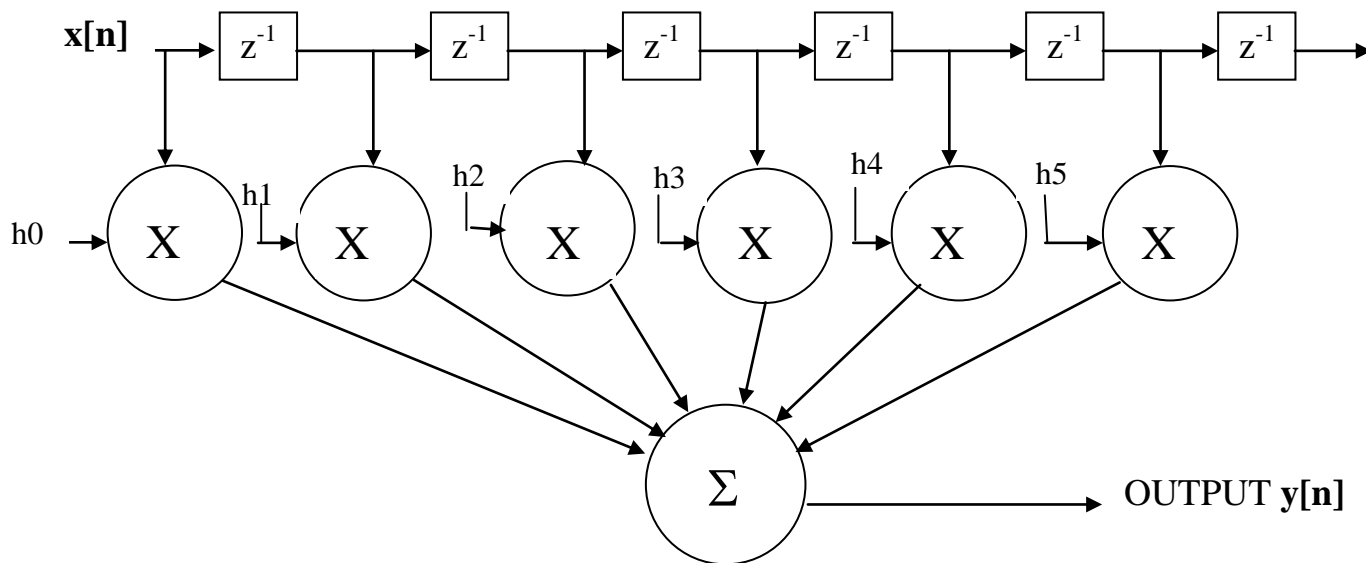 x[n] z⁻¹ z⁻¹ z⁻¹ z⁻¹ z⁻¹ z⁻¹
h0 h1 h2 h3 h4 h5
X X X X X X
Σ
OUTPUT y[n]